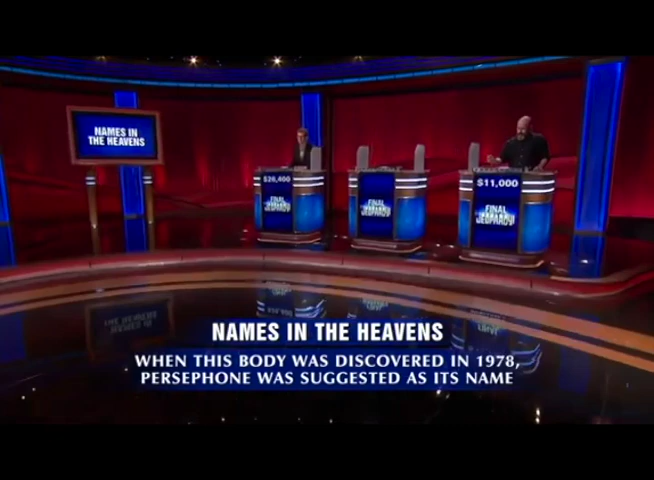 NAMES IN
THE HEAVENS
$26,400
FINAL
JEOPARDY!
FINAL
JEOPARDY!
$11,000
FINAL
JEOPARDY!
NAMES IN THE HEAVENS
WHEN THIS BODY WAS DISCOVERED IN 1978,
PERSEPHONE WAS SUGGESTED AS ITS NAME